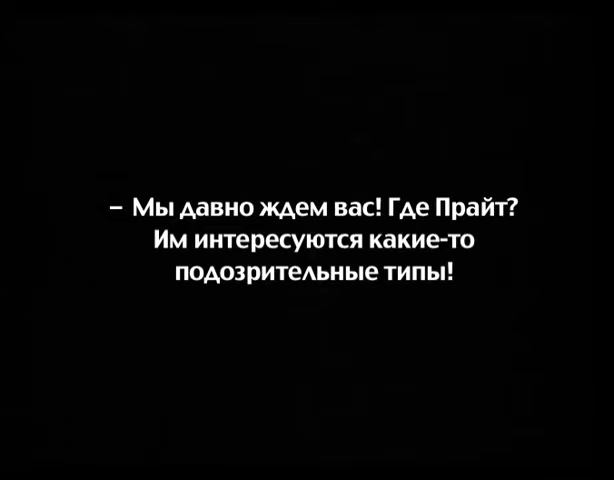 – Мы давно ждем вас! Где Прайт?
Им интересуются какие-то
подозрительные типы!